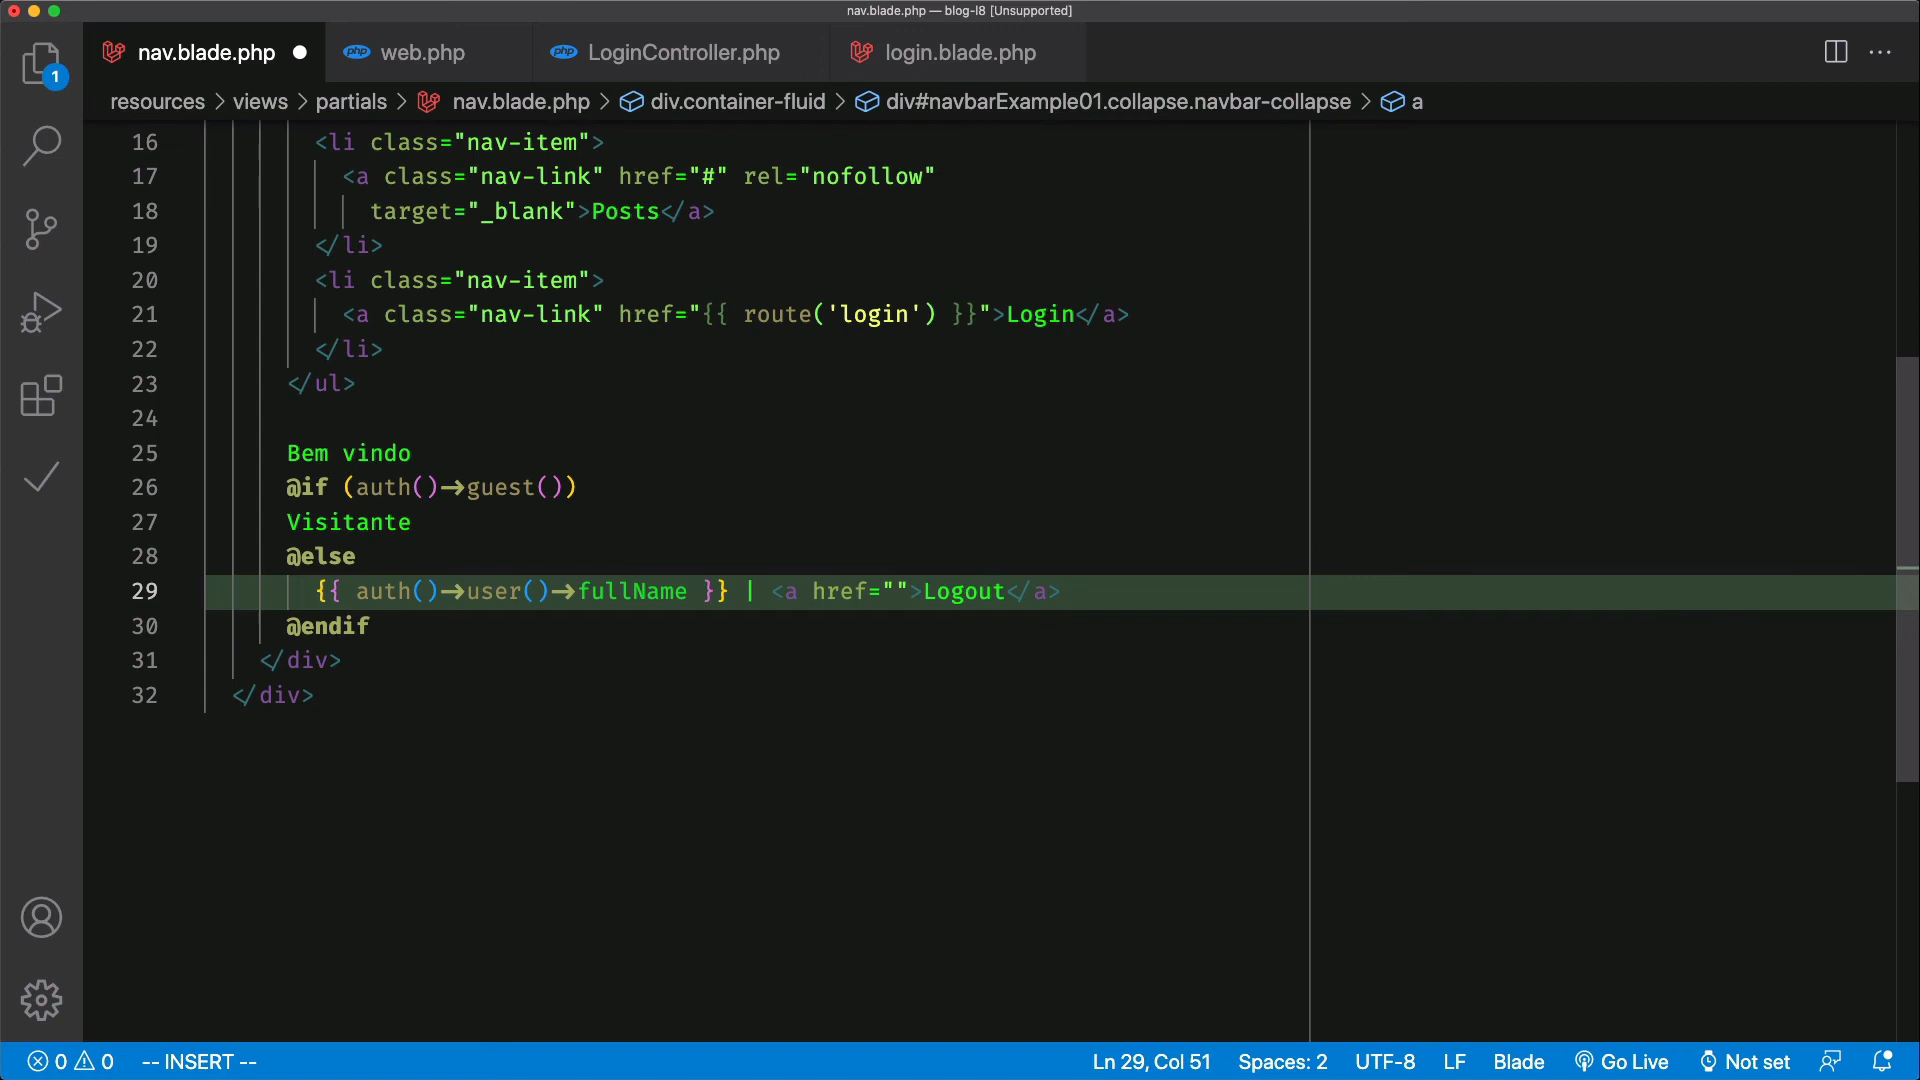 nav.blade.php — blog-l8 [Unsupported]
nav.blade.php
web.php
LoginController.php
login.blade.php
resources > views > partials > nav.blade.php > div.container-fluid > div#navbarExample01.collapse.navbar-collapse > a
1
16 <li class="nav-item">
17 <a class="nav-link" href="#" rel="nofollow"
18 target="_blank">Posts</a>
19 </li>
20 <li class="nav-item">
21 <a class="nav-link" href="{{ route('login') }}">Login</a>
22 </li>
23 </ul>
24
25 Bem vindo
26 @if (auth()->guest())
27 Visitante
28 @else
29 {{ auth()->user()->fullName }} | <a href="">Logout</a>
30 @endif
31 </div>
32 </div>
0 0 -- INSERT -- Ln 29, Col 51 Spaces: 2 UTF-8 LF Blade Go Live Not set